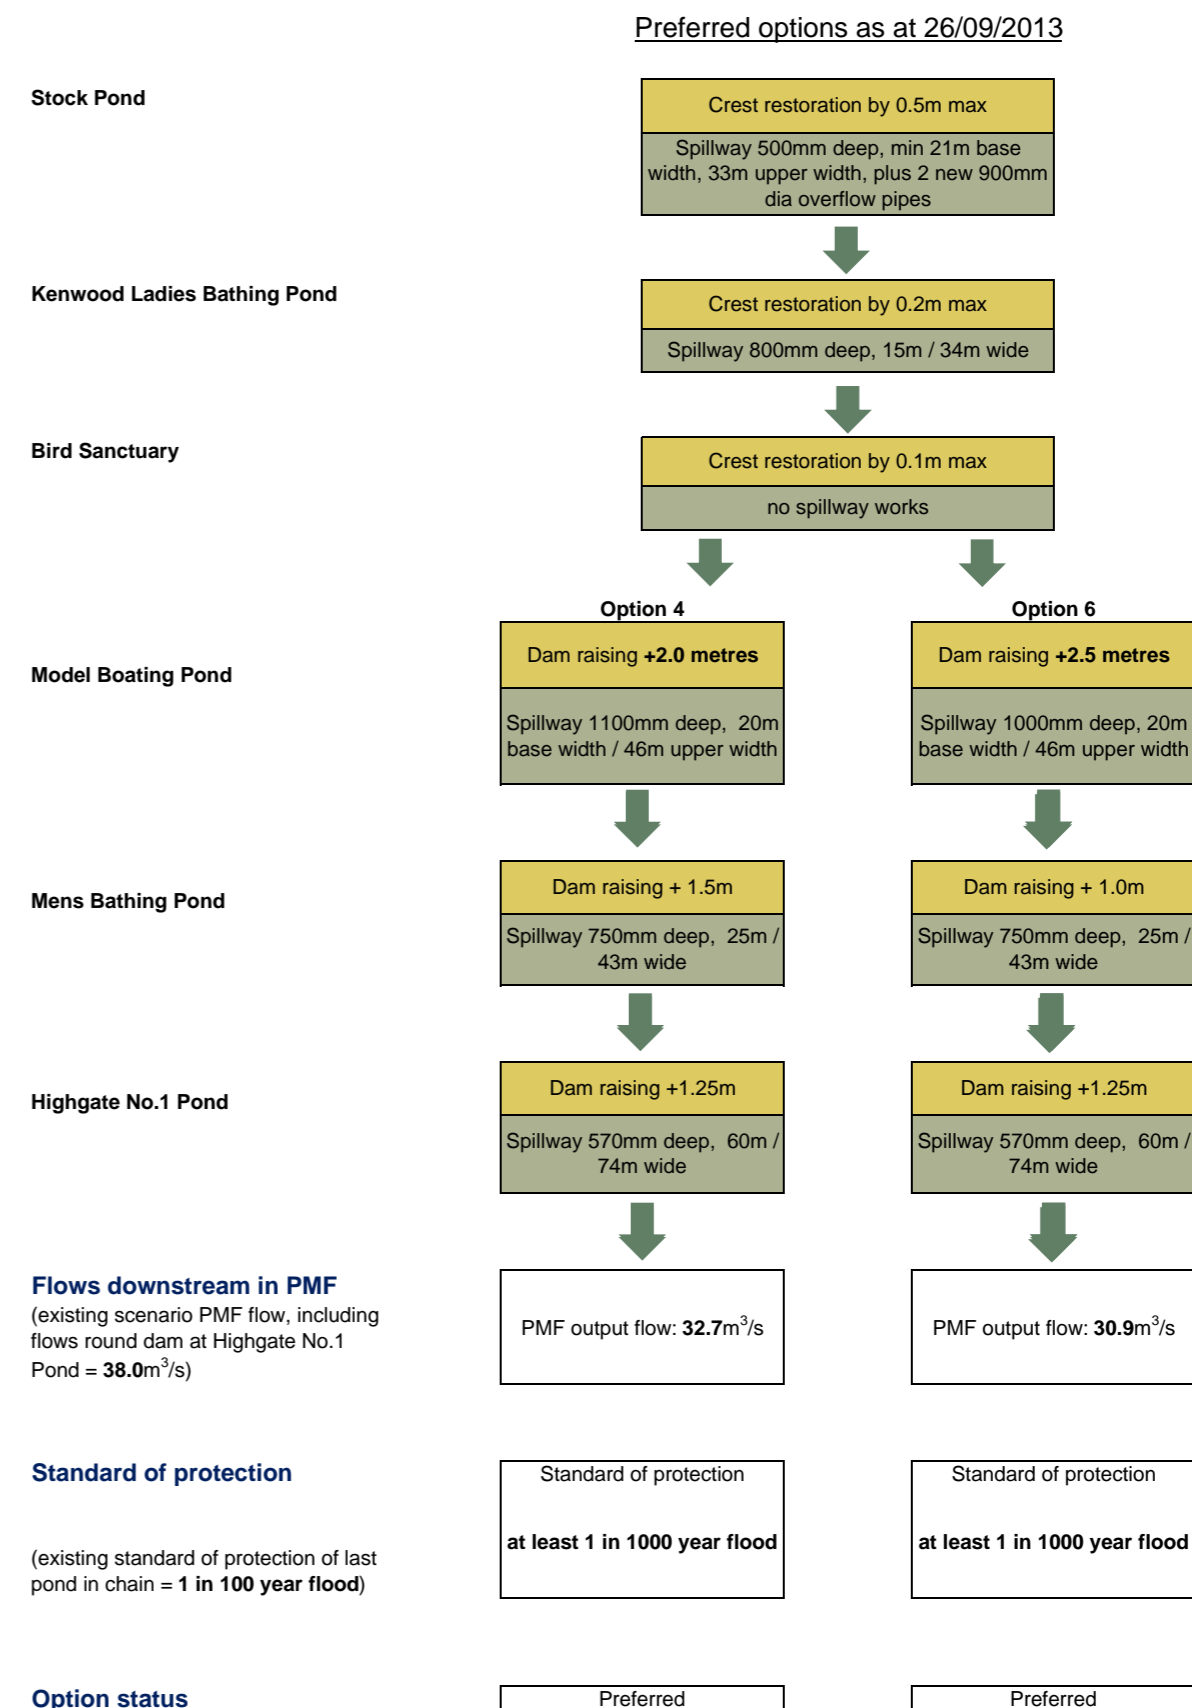 Preferred options as at 26/09/2013
Stock Pond
Crest restoration by 0.5m max
Spillway 500mm deep, min 21m base
width, 33m upper width, plus 2 new 900mm
dia overflow pipes
Kenwood Ladies Bathing Pond
Crest restoration by 0.2m max
Spillway 800mm deep, 15m / 34m wide
Bird Sanctuary
Crest restoration by 0.1m max
no spillway works
Option 4
Option 6
Model Boating Pond
Dam raising +2.0 metres
Spillway 1100mm deep, 20m
base width / 46m upper width
Dam raising +2.5 metres
Spillway 1000mm deep, 20m
base width / 46m upper width
Mens Bathing Pond
Dam raising + 1.5m
Spillway 750mm deep, 25m /
43m wide
Dam raising + 1.0m
Spillway 750mm deep, 25m /
43m wide
Highgate No.1 Pond
Dam raising +1.25m
Spillway 570mm deep, 60m /
74m wide
Dam raising +1.25m
Spillway 570mm deep, 60m /
74m wide
Flows downstream in PMF
(existing scenario PMF flow, including
flows round dam at Highgate No.1
Pond = 38.0m³/s)
PMF output flow: 32.7m³/s
PMF output flow: 30.9m³/s
Standard of protection
(existing standard of protection of last
pond in chain = 1 in 100 year flood)
Standard of protection
at least 1 in 1000 year flood
Standard of protection
at least 1 in 1000 year flood
Option status
Preferred
Preferred